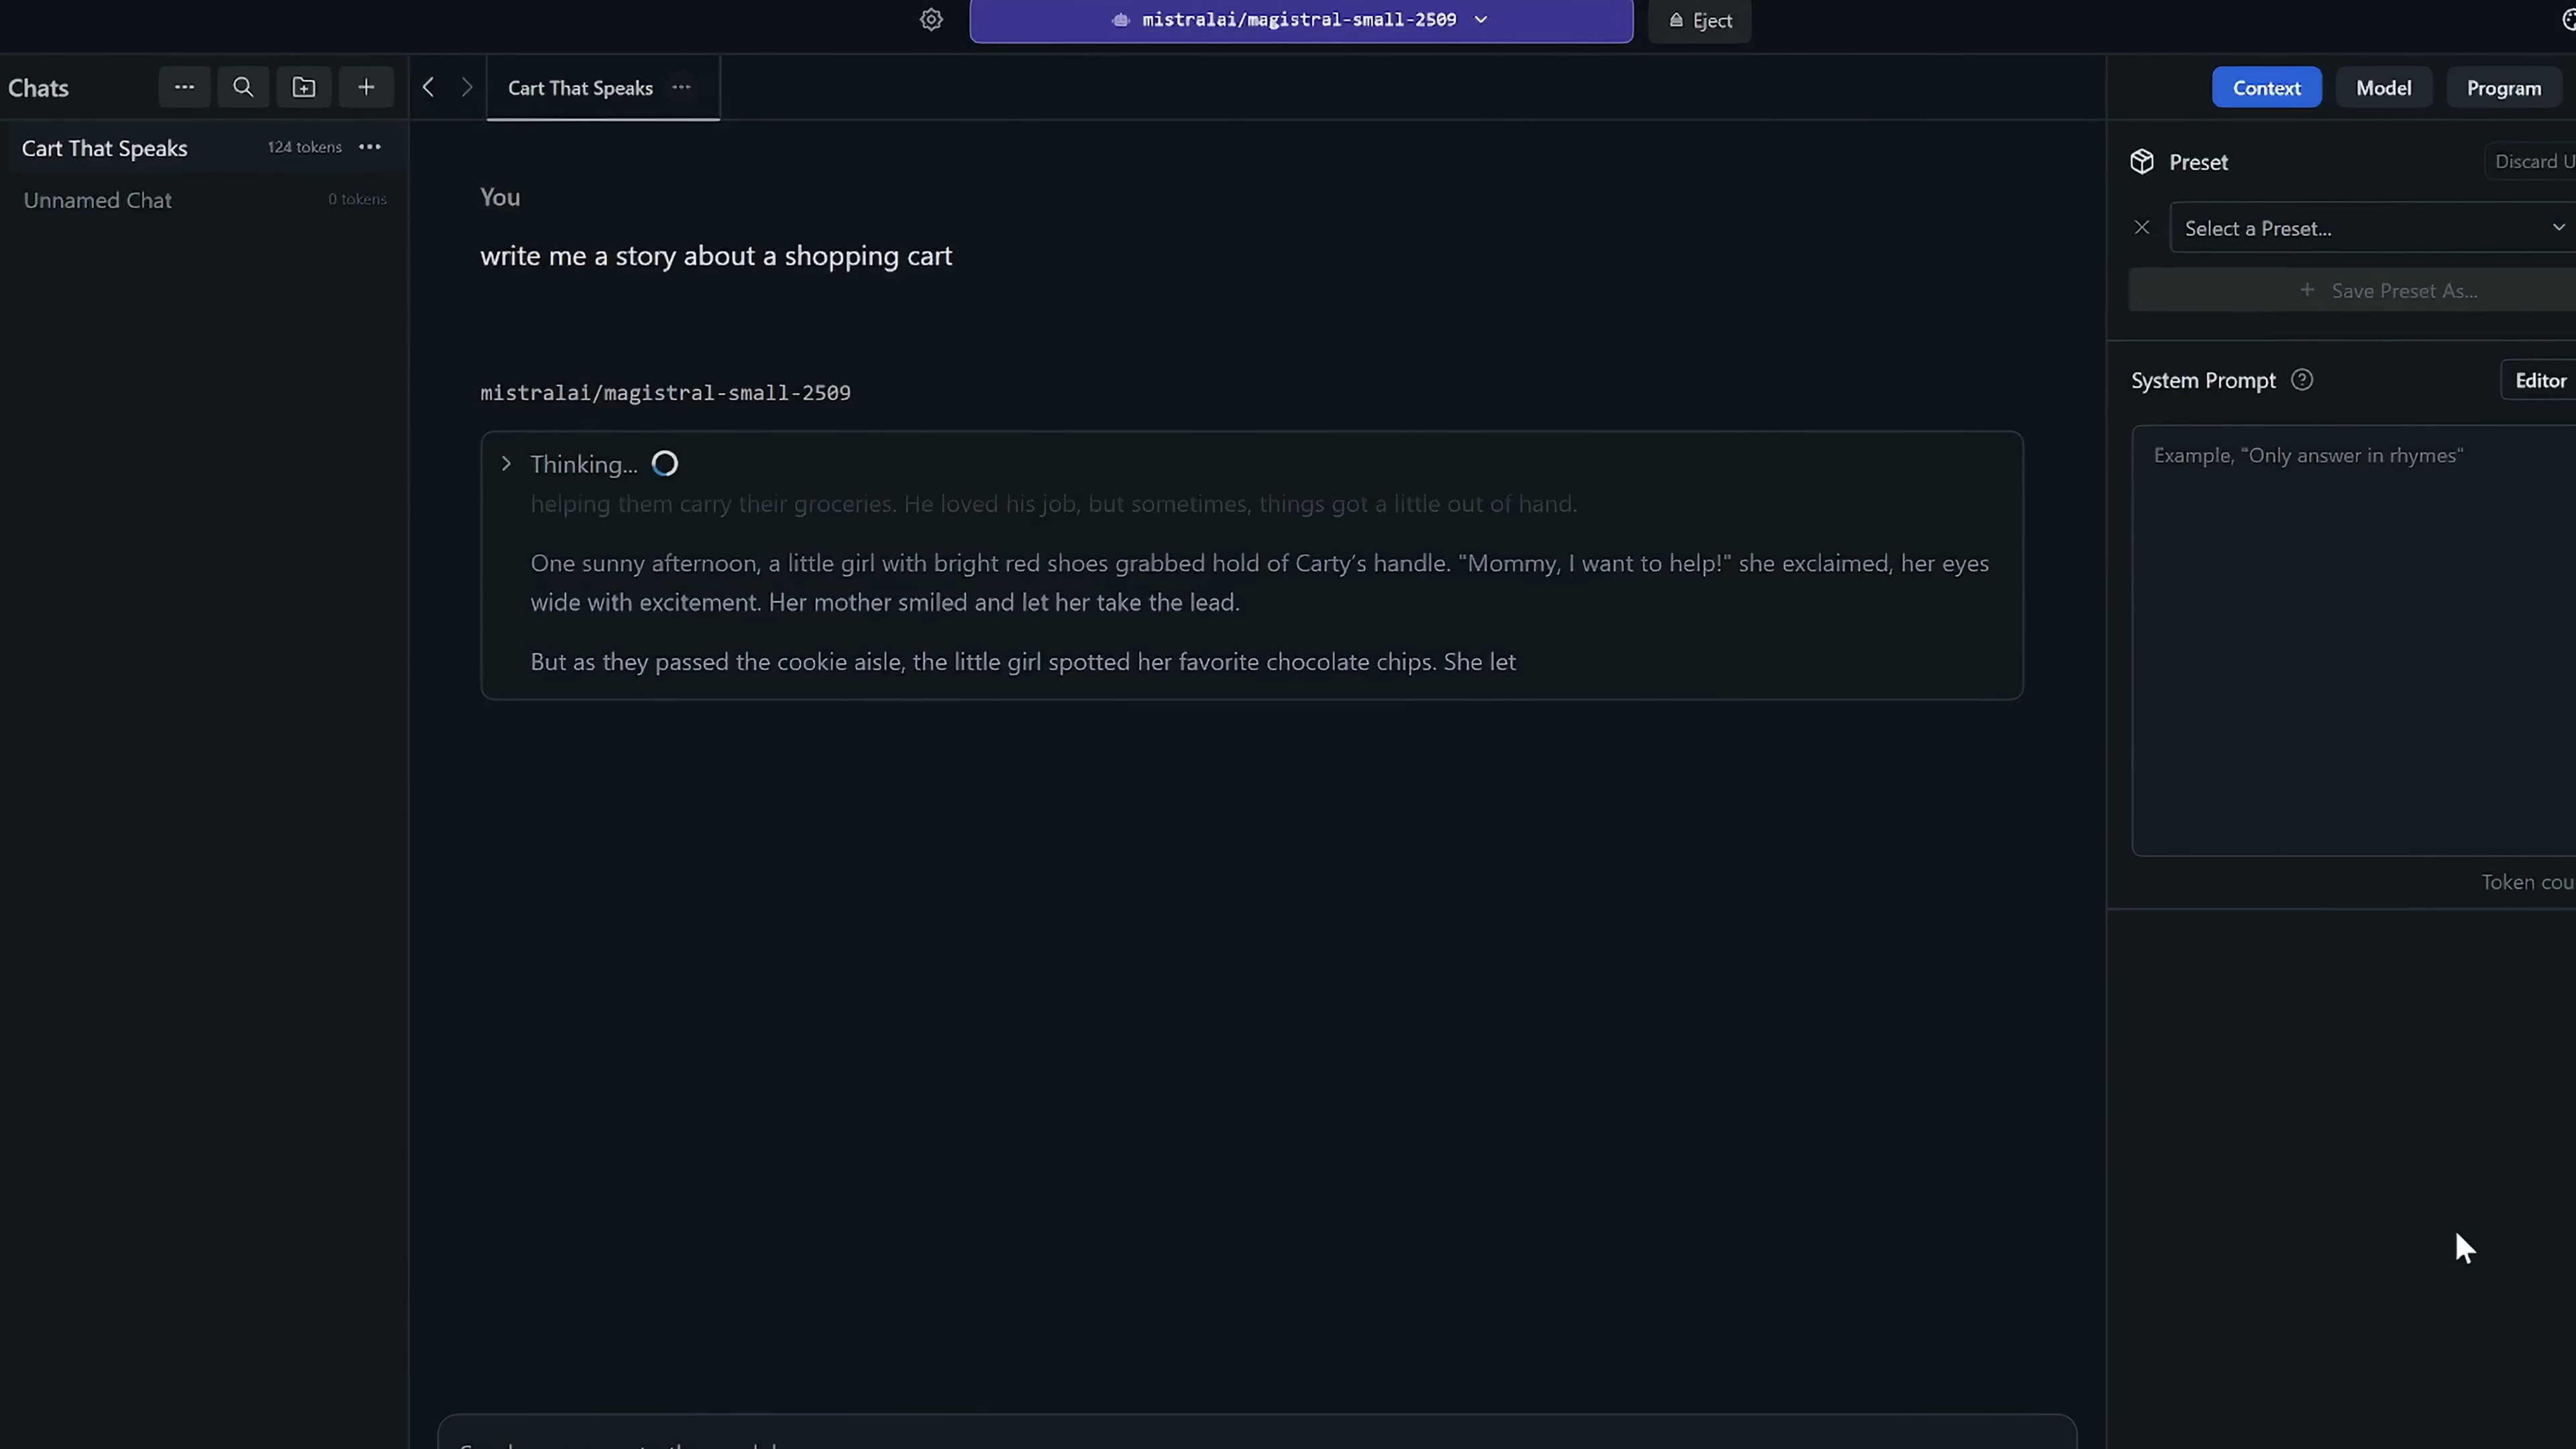 mistralai/magistral-small-2509
Eject
Chats
Cart That Speaks
Context
Model
Program
Cart That Speaks
124 tokens
Unnamed Chat
0 tokens
You
write me a story about a shopping cart
mistralai/magistral-small-2509
Thinking...
helping them carry their groceries. He loved his job, but sometimes, things got a little out of hand.
One sunny afternoon, a little girl with bright red shoes grabbed hold of Carty’s handle. "Mommy, I want to help!" she exclaimed, her eyes
wide with excitement. Her mother smiled and let her take the lead.
But as they passed the cookie aisle, the little girl spotted her favorite chocolate chips. She let
Preset
Discard U
Select a Preset...
+ Save Preset As...
System Prompt
Editor
Example, "Only answer in rhymes"
Token cou